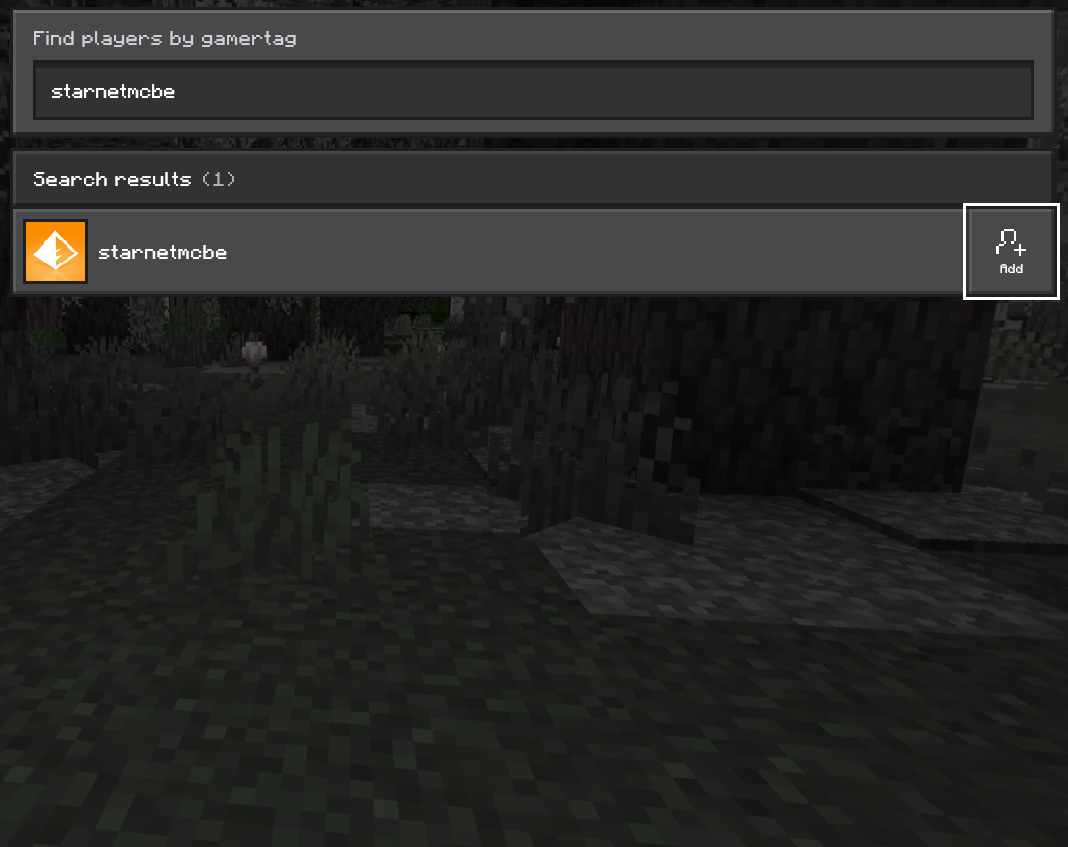 Find players by gamertag
starnetmcbe
Search results (1)
starnetmcbe
Add